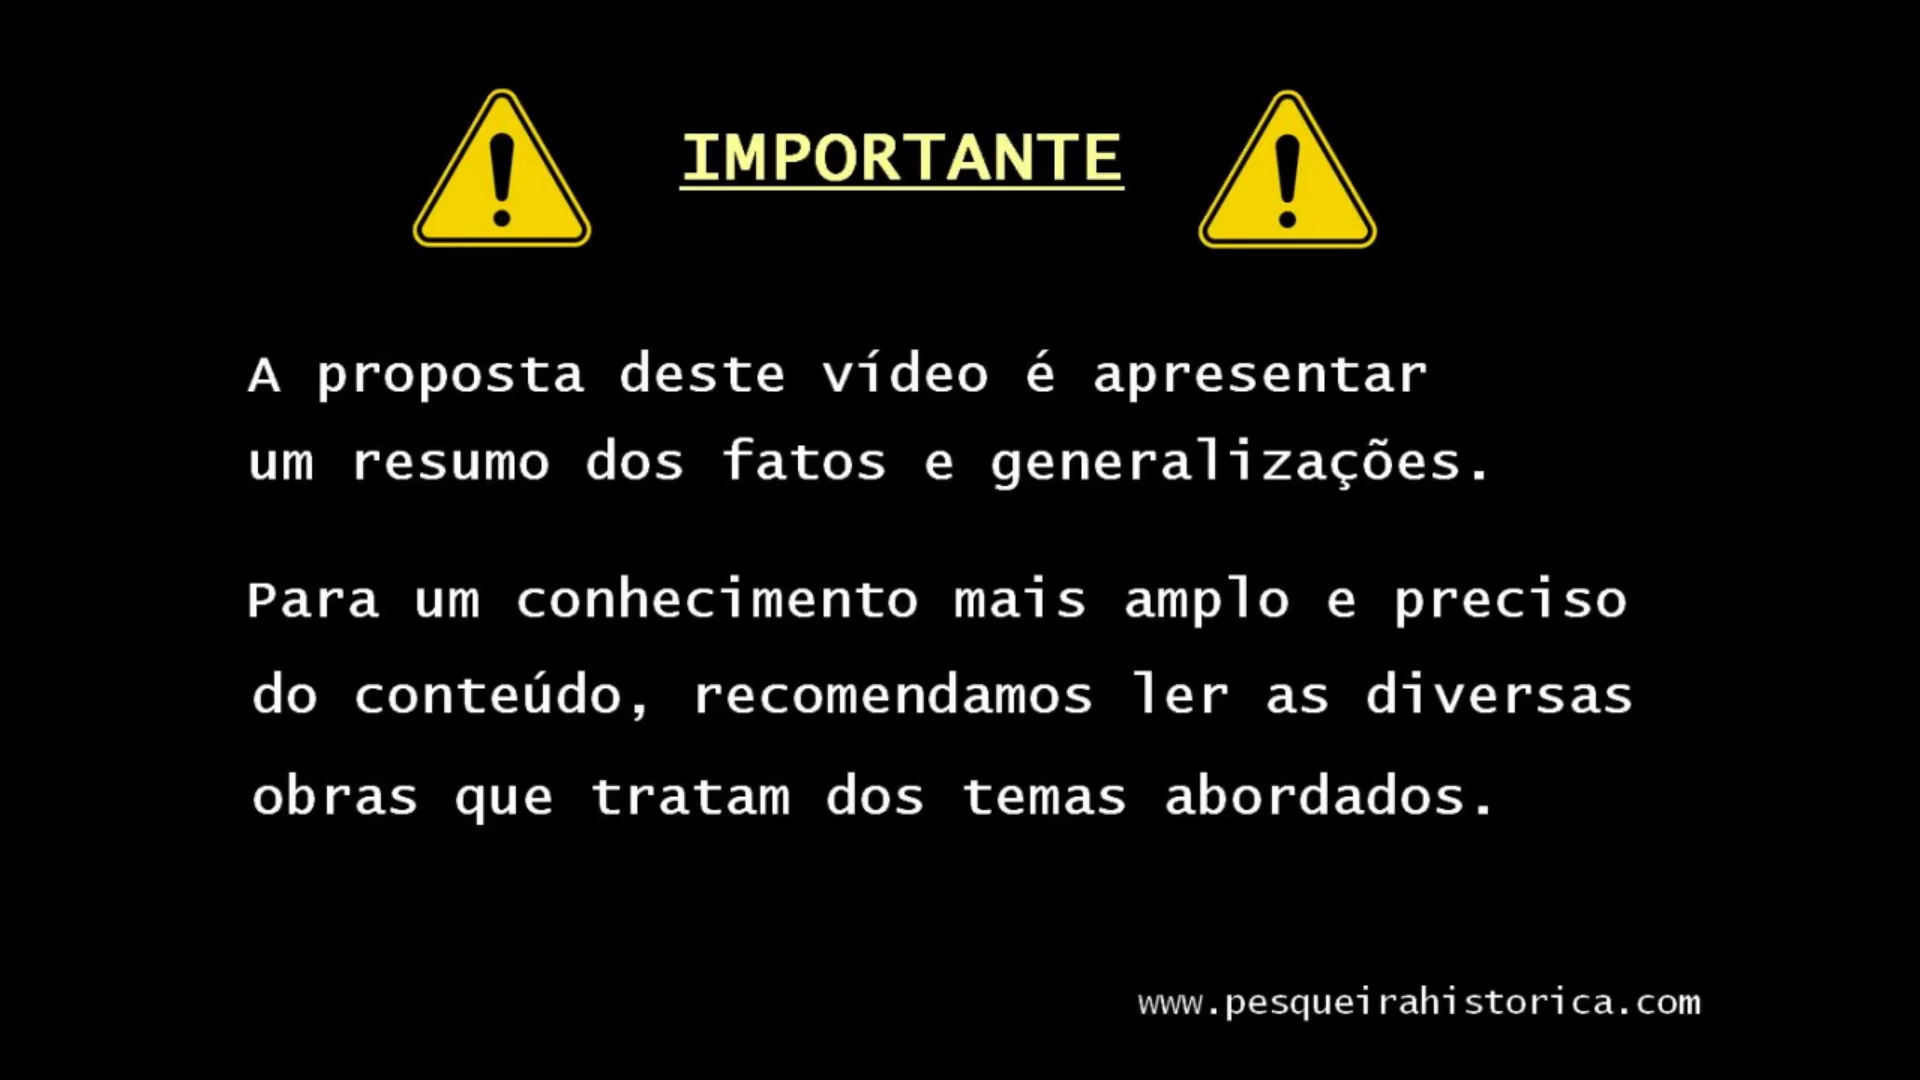 IMPORTANTE
A proposta deste vídeo é apresentar
um resumo dos fatos e generalizações.
Para um conhecimento mais amplo e preciso
do conteúdo, recomendamos ler as diversas
obras que tratam dos temas abordados.
www.pesqueirahistorica.com